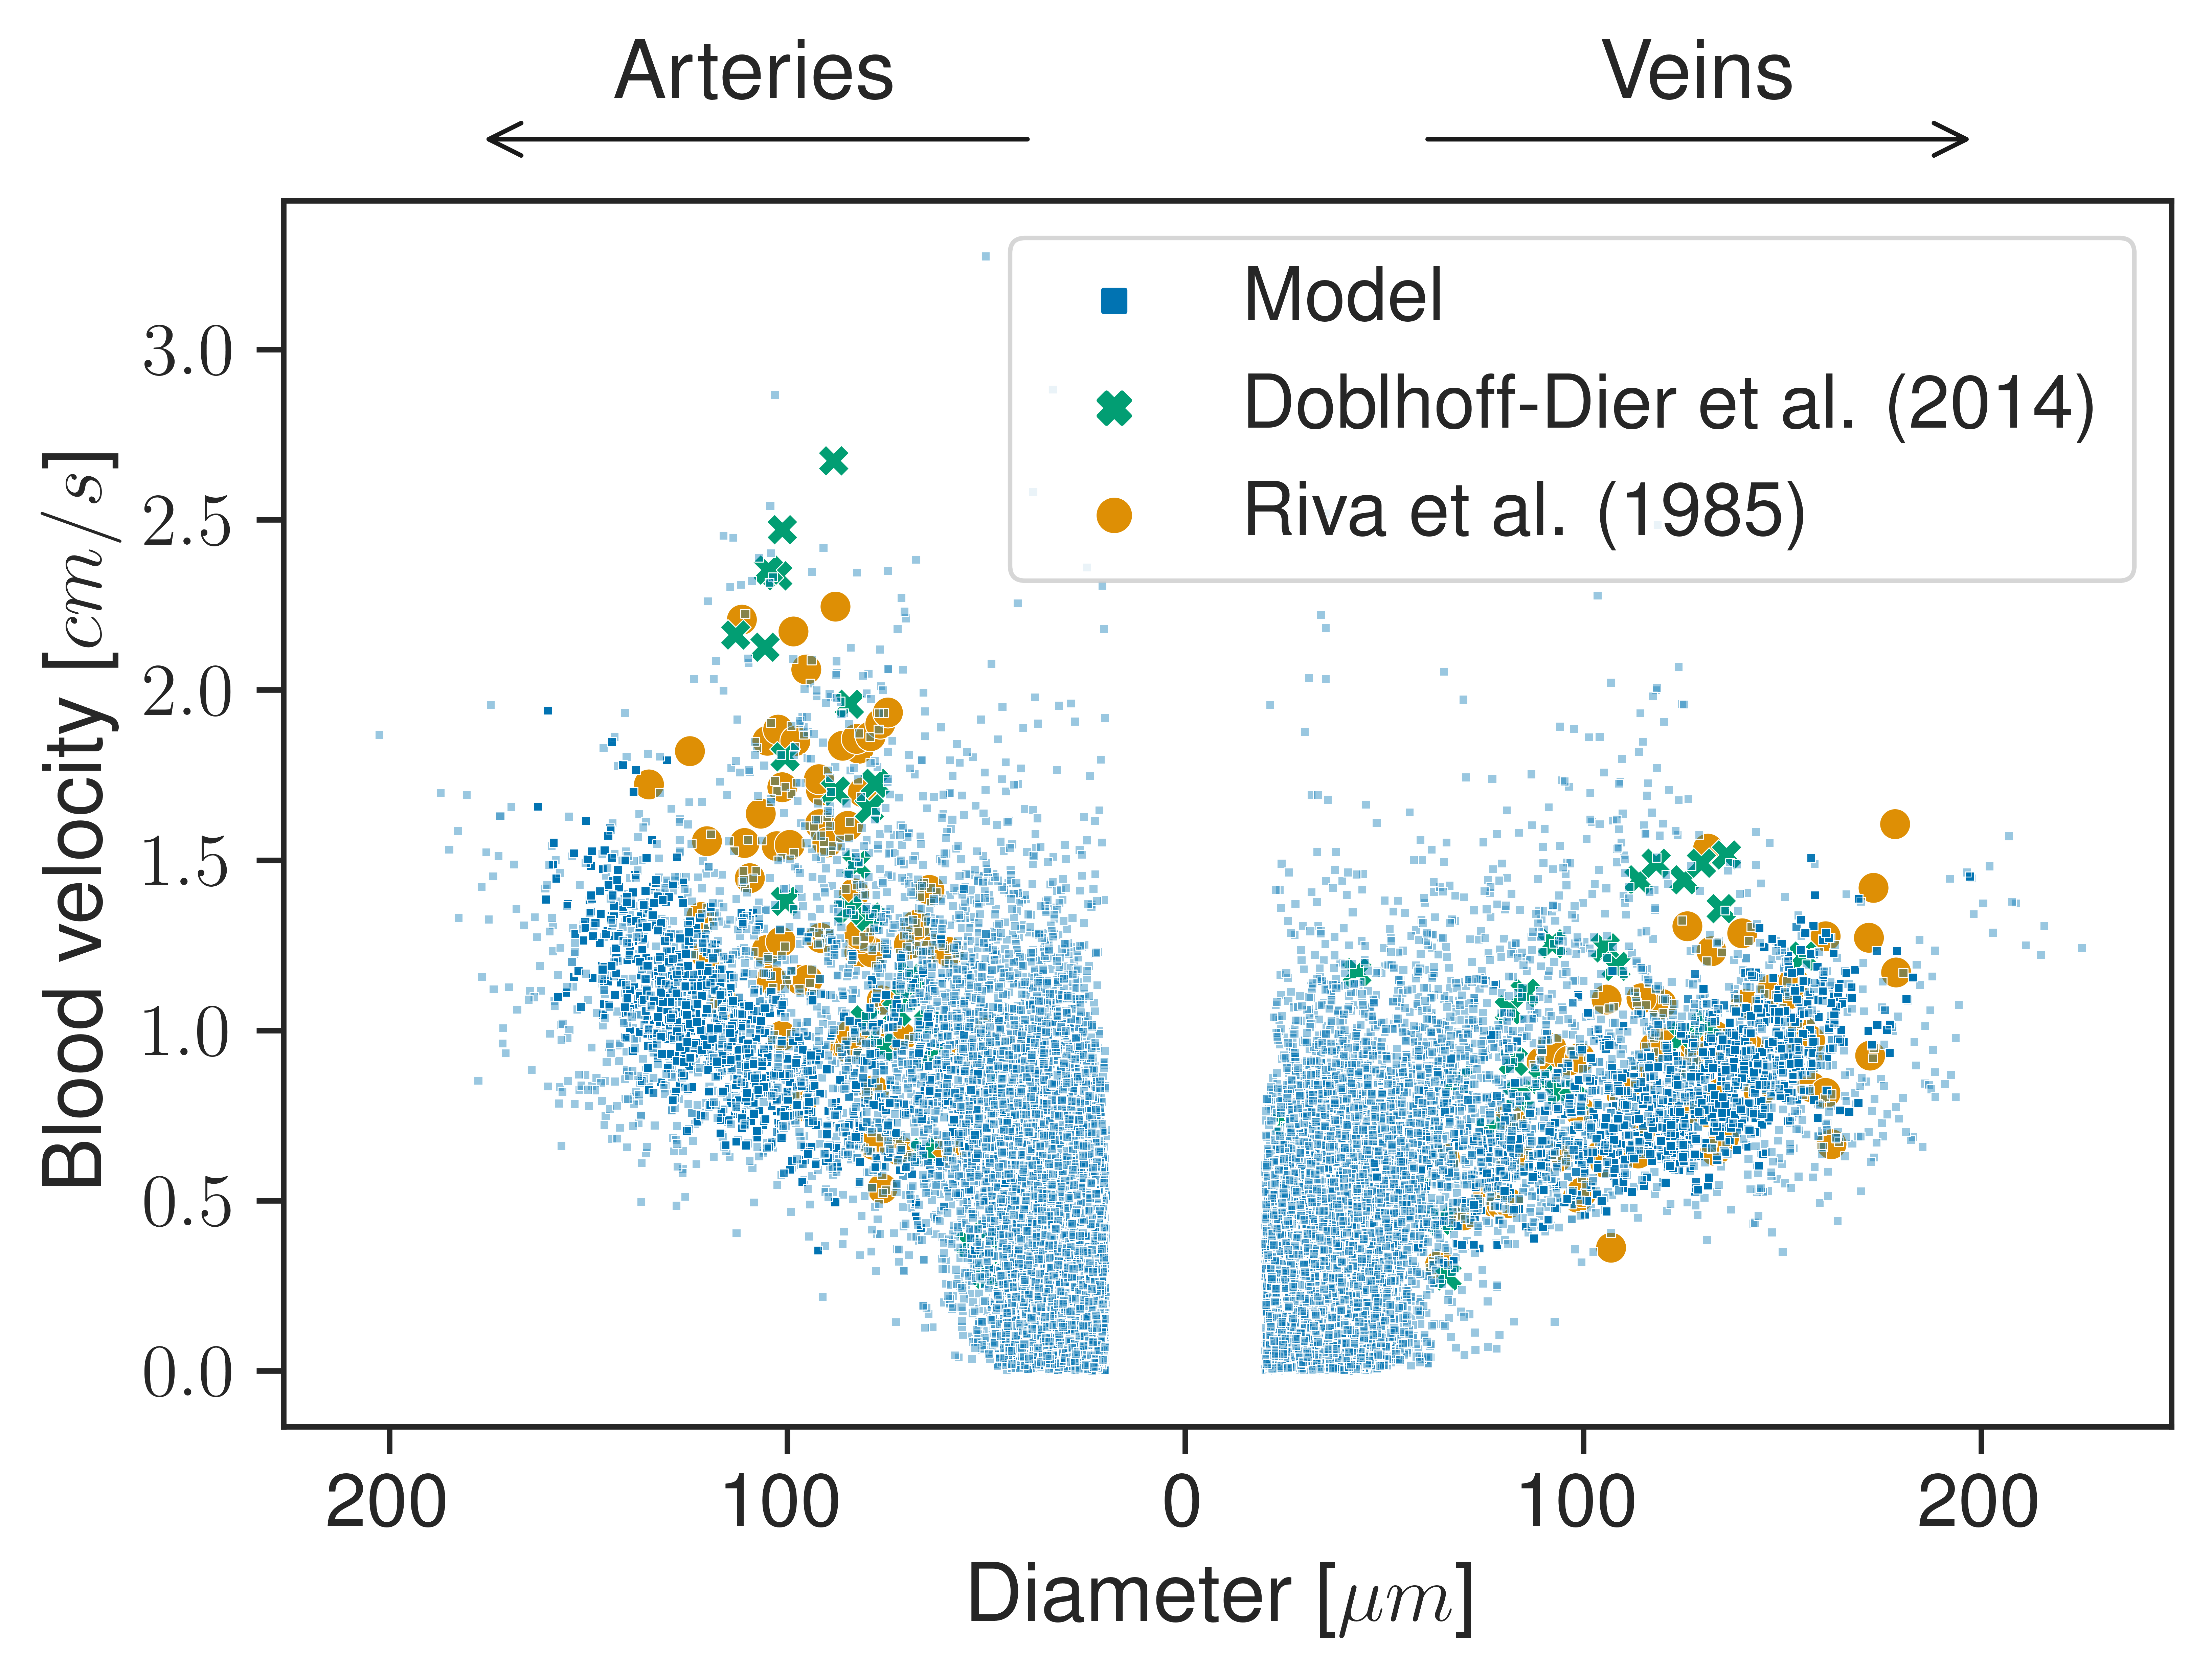 Arteries
Veins
Model
Doblhoff-Dier et al. (2014)
Riva et al. (1985)
3.0
2.5
2.0
1.5
1.0
0.5
0.0
Blood velocity [cm/s]
200
100
0
100
200
Diameter [μm]